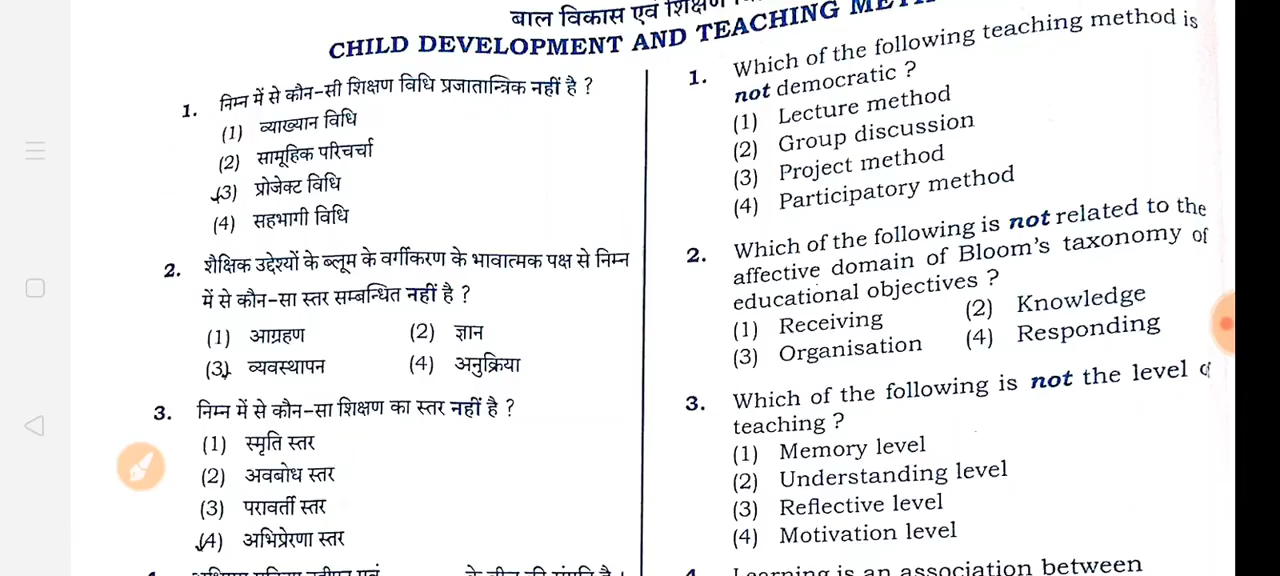 बाल विकास एवं शिक्षण
CHILD DEVELOPMENT AND TEACHING
1. निम्न में से कौन-सी शिक्षण विधि प्रजातान्त्रिक नहीं है ?
(1) व्याख्यान विधि
(2) सामूहिक परिचर्चा
(3) प्रोजेक्ट विधि
(4) सहभागी विधि
2. शैक्षिक उद्देश्यों के ब्लूम के वर्गीकरण के भावात्मक पक्ष से निम्न
में से कौन-सा स्तर सम्बन्धित नहीं है ?
(1) आग्रहण (2) ज्ञान
(3) व्यवस्थापन (4) अनुक्रिया
3. निम्न में से कौन-सा शिक्षण का स्तर नहीं है ?
(1) स्मृति स्तर
(2) अवबोध स्तर
(3) परावर्ती स्तर
(4) अभिप्रेरणा स्तर
के बीच की संगति है ।
1. Which of the following teaching method is
not democratic ?
(1) Lecture method
(2) Group discussion
(3) Project method
(4) Participatory method
2. Which of the following is not related to the
affective domain of Bloom's taxonomy of
educational objectives ?
(1) Receiving (2) Knowledge
(3) Organisation (4) Responding
3. Which of the following is not the level
teaching ?
(1) Memory level
(2) Understanding level
(3) Reflective level
(4) Motivation level
4. Learning is an association between